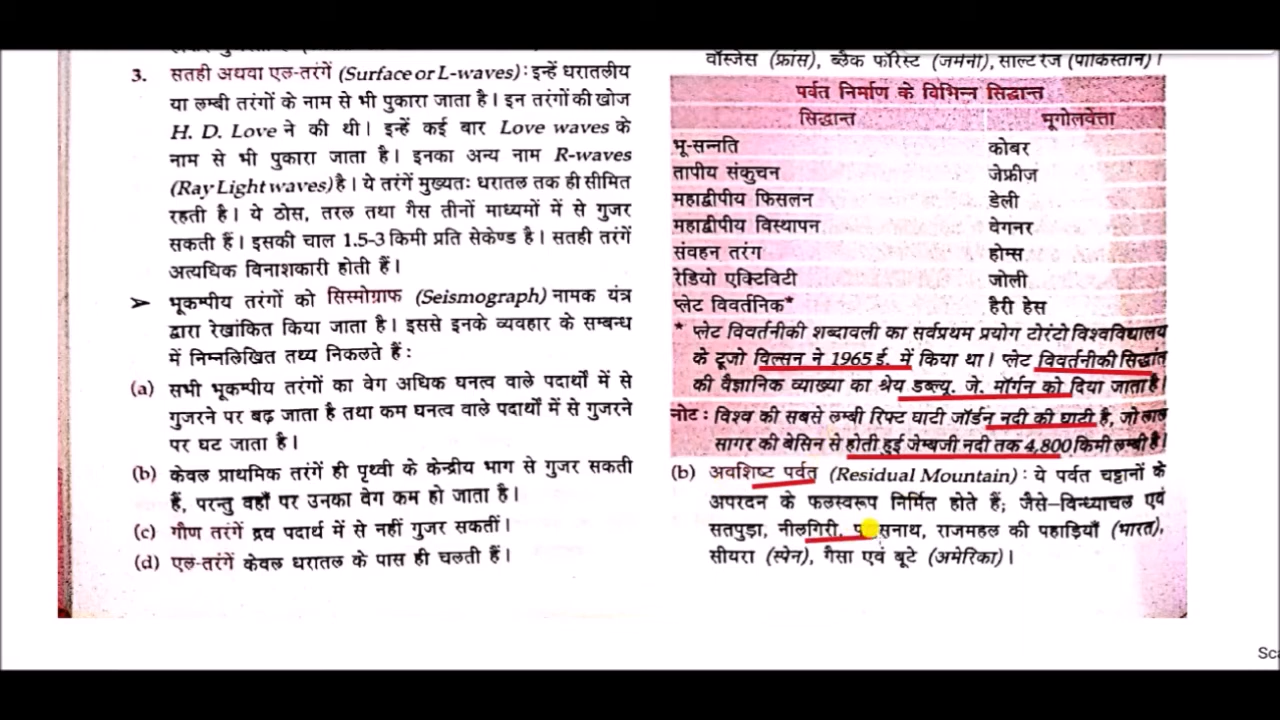 3. सतही अथवा एल-तरंगें (Surface or L-waves) : इन्हें धरातलीय
या लम्बी तरंगों के नाम से भी पुकारा जाता है। इन तरंगों की खोज
H. D. Love ने की थी। इन्हें कई बार Love waves के
नाम से भी पुकारा जाता है। इनका अन्य नाम R-waves
(Ray Light waves) है। ये तरंगें मुख्यतः धरातल तक ही सीमित
रहती है। ये ठोस, तरल तथा गैस तीनों माध्यमों में से गुजर
सकती हैं। इसकी चाल 1.5-3 किमी प्रति सेकेण्ड है। सतही तरंगें
अत्यधिक विनाशकारी होती हैं।
➢ भूकम्पीय तरंगों को सिस्मोग्राफ (Seismograph) नामक यंत्र
द्वारा रेखांकित किया जाता है। इससे इनके व्यवहार के सम्बन्ध
में निम्नलिखित तथ्य निकलते हैं :
(a) सभी भूकम्पीय तरंगों का वेग अधिक घनत्व वाले पदार्थों में से
गुजरने पर बढ़ जाता है तथा कम घनत्व वाले पदार्थों में से गुजरने
पर घट जाता है।
(b) केवल प्राथमिक तरंगें ही पृथ्वी के केन्द्रीय भाग से गुजर सकती
हैं, परन्तु वहाँ पर उनका वेग कम हो जाता है।
(c) गौण तरंगें द्रव पदार्थ में से नहीं गुजर सकतीं।
(d) एल-तरंगें केवल धरातल के पास ही चलती हैं।
वॉस्जेस (फ्रांस), ब्लैक फॉरेस्ट (जर्मनी), साल्ट रेंज (पाकिस्तान)।
पर्वत निर्माण के विभिन्न सिद्धान्त
सिद्धान्त भूगोलवेत्ता
भू-सन्नति कोबर
तापीय संकुचन जेफ्रीज
महाद्वीपीय फिसलन डेली
महाद्वीपीय विस्थापन वेगनर
संवहन तरंग होम्स
रेडियो एक्टिविटी जोली
प्लेट विवर्तनिक* हैरी हेस
* प्लेट विवर्तनीकी शब्दावली का सर्वप्रथम प्रयोग टोरंटो विश्वविद्यालय
के टूजो विल्सन ने 1965 ई. में किया था। प्लेट विवर्तनीकी सिद्धांत
की वैज्ञानिक व्याख्या का श्रेय डब्ल्यू. जे. मॉर्गन को दिया जाता है।
नोट : विश्व की सबसे लम्बी रिफ्ट घाटी जॉर्डन नदी की घाटी है, जो लाल
सागर की बेसिन से होती हुई जेम्बजी नदी तक 4,800 किमी लम्बी है।
(b) अवशिष्ट पर्वत (Residual Mountain) : ये पर्वत चट्टानों के
अपरदन के फलस्वरूप निर्मित होते हैं; जैसे–विन्ध्याचल एवं
सतपुड़ा, नीलगिरी, सनाथ, राजमहल की पहाड़ियाँ (भारत),
सीयरा (स्पेन), गैसा एवं बूटे (अमेरिका)।